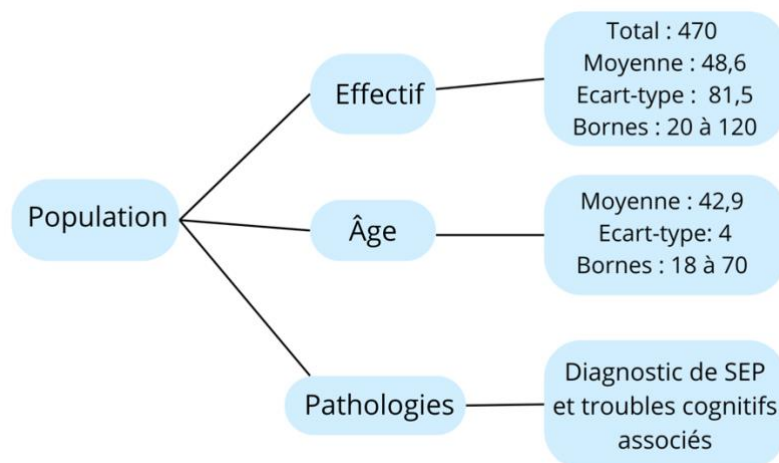 Population
Effectif
Total : 470
Moyenne : 48,6
Ecart-type : 81,5
Bornes : 20 à 120
Âge
Moyenne : 42,9
Ecart-type: 4
Bornes : 18 à 70
Pathologies
Diagnostic de SEP
et troubles cognitifs
associés